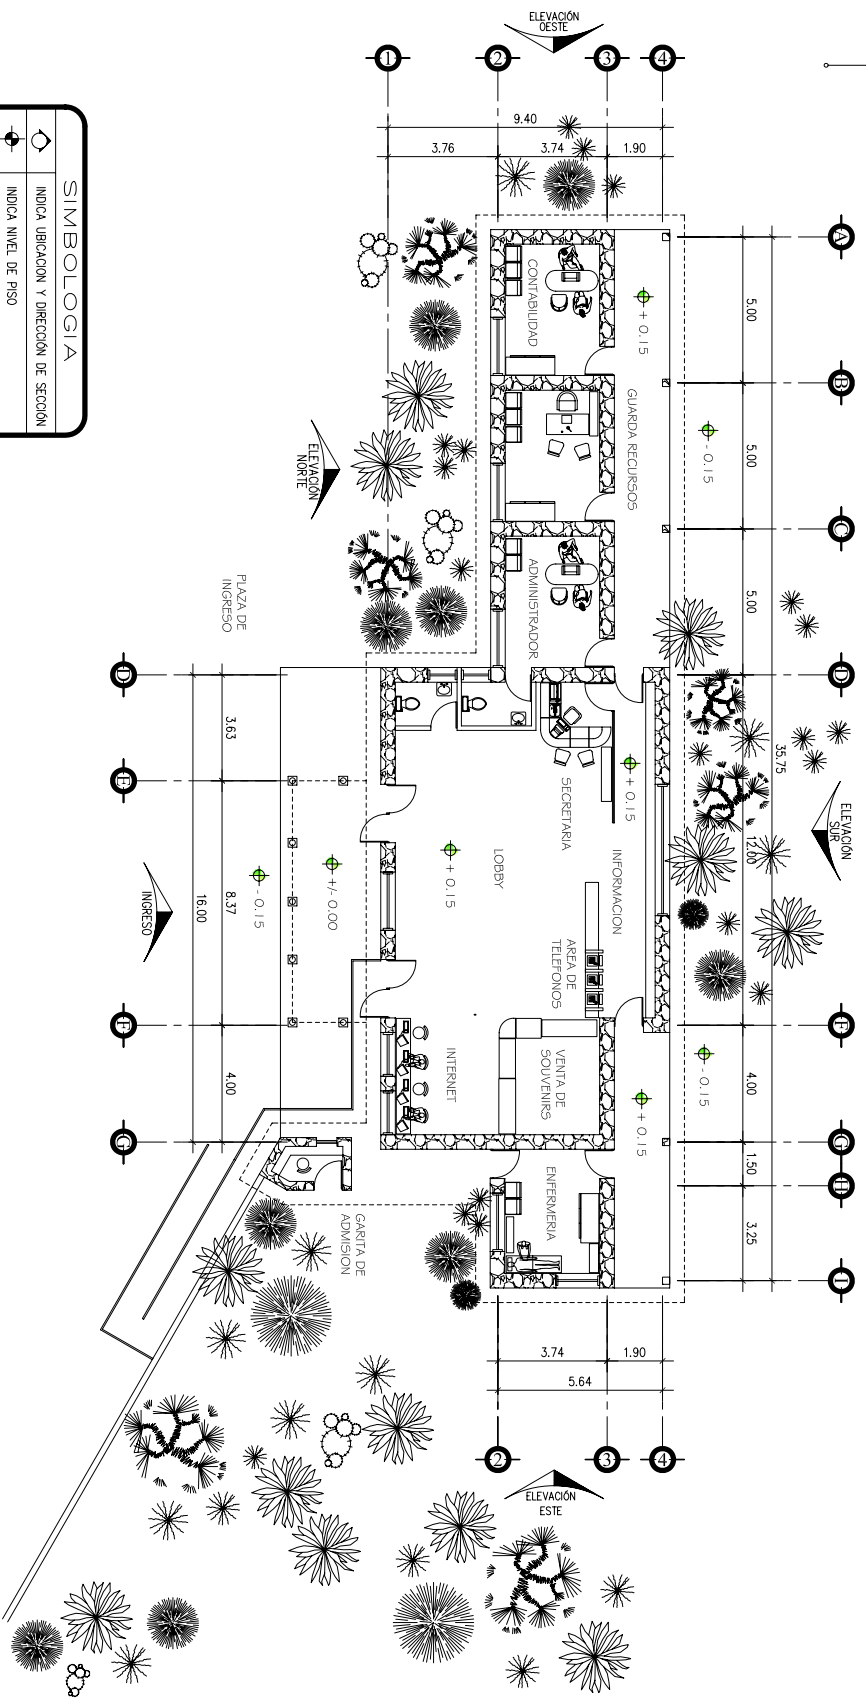 ELEVACIÓN
OESTE
1
2
3
4
9.40
3.76
3.74
1.90
SIMBOLOGIA
INDICA UBICACION Y DIRECCIÓN DE SECCIÓN
INDICA NIVEL DE PISO
A
B
C
D
E
F
G
H
I
5.00
5.00
5.00
35.75
12.00
4.00
1.50
3.25
- 0.15
- 0.15
ELEVACIÓN
SUR
CONTABILIDAD
+ 0.15
GUARDA RECURSOS
ADMINISTRADOR
ELEVACIÓN
NORTE
PLAZA DE
INGRESO
SECRETARIA
+ 0.15
INFORMACION
LOBBY
+ 0.15
AREA DE
TELEFONOS
VENTA DE
SOUVENIRS
INTERNET
+ 0.15
ENFERMERIA
GARITA DE
ADMISION
+/- 0.00
- 0.15
INGRESO
D
E
F
G
3.63
8.37
4.00
16.00
3.74
1.90
5.64
2
3
4
ELEVACIÓN
ESTE